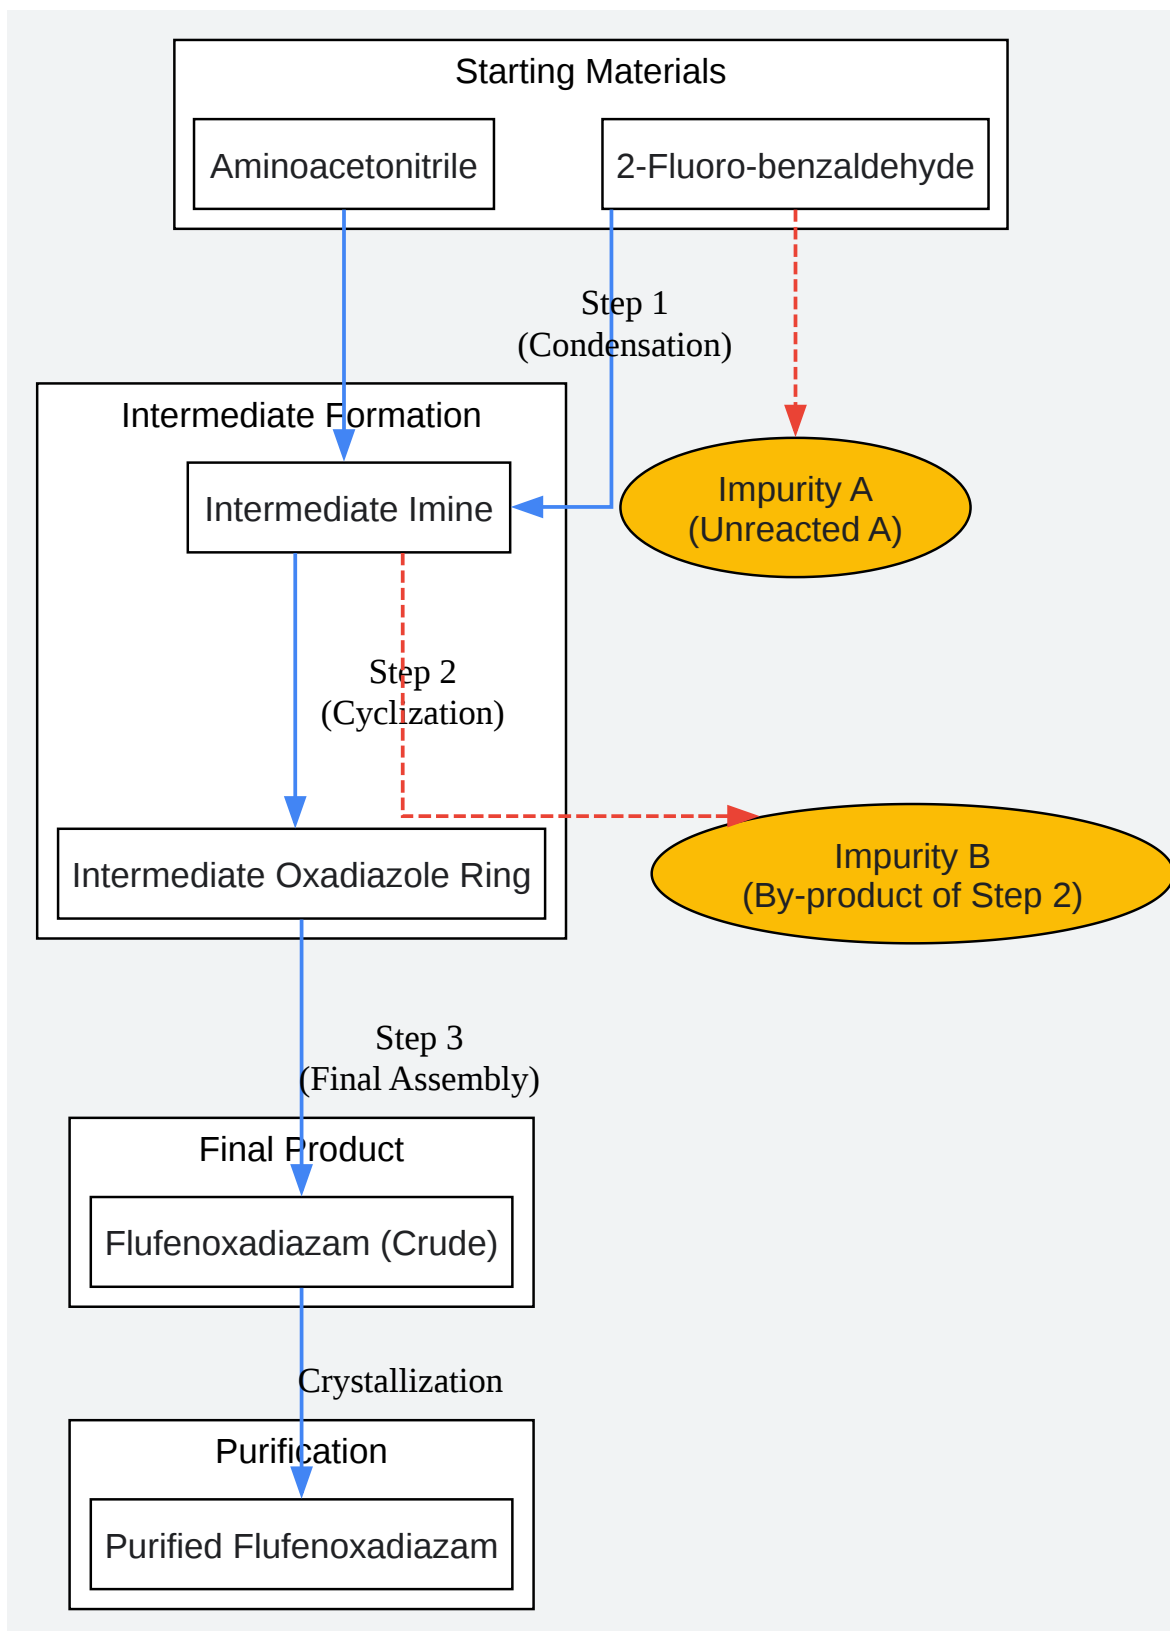 Starting Materials
Aminoacetonitrile
2-Fluoro-benzaldehyde
Step 1
(Condensation)
Intermediate Formation
Intermediate Imine
Impurity A
(Unreacted A)
Step 2
(Cyclization)
Intermediate Oxadiazole Ring
Impurity B
(By-product of Step 2)
Step 3
(Final Assembly)
Final Product
Flufenoxadiazam (Crude)
Crystallization
Purification
Purified Flufenoxadiazam